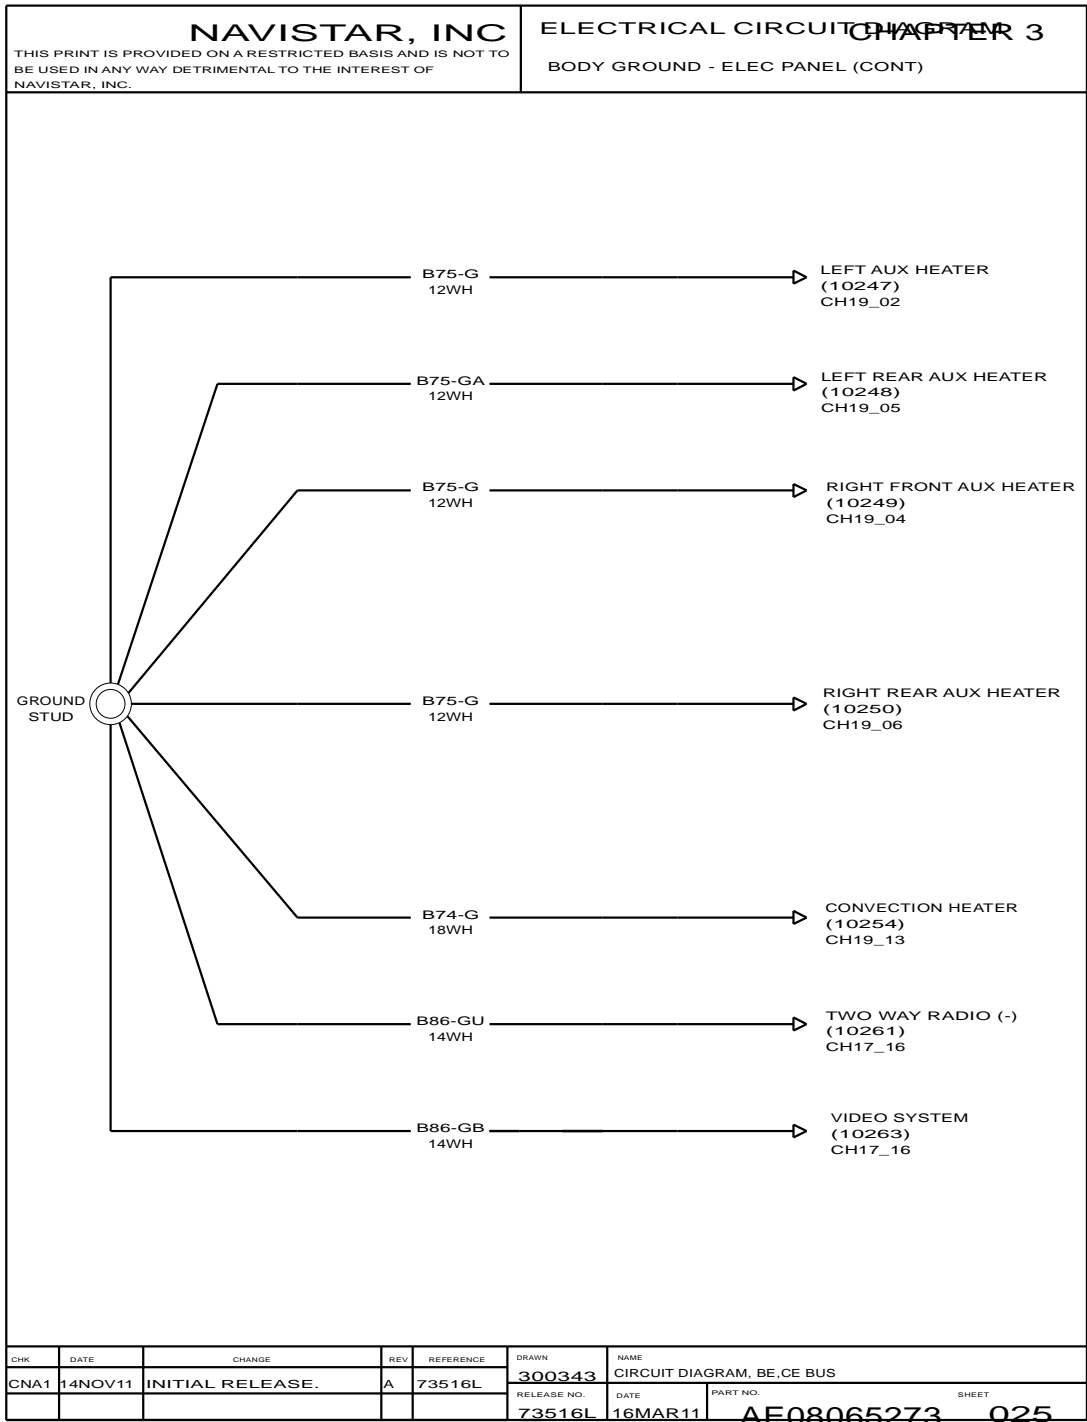 NAVISTAR, INC
THIS PRINT IS PROVIDED ON A RESTRICTED BASIS AND IS NOT TO
BE USED IN ANY WAY DETRIMENTAL TO THE INTEREST OF
NAVISTAR, INC.
ELECTRICAL CIRCUIT DIAGRAM
CHAPTER 3
BODY GROUND - ELEC PANEL (CONT)
B75-G
12WH
LEFT AUX HEATER
(10247)
CH19_02
B75-GA
12WH
LEFT REAR AUX HEATER
(10248)
CH19_05
B75-G
12WH
RIGHT FRONT AUX HEATER
(10249)
CH19_04
GROUND
STUD
B75-G
12WH
RIGHT REAR AUX HEATER
(10250)
CH19_06
B74-G
18WH
CONVECTION HEATER
(10254)
CH19_13
B86-GU
14WH
TWO WAY RADIO (-)
(10261)
CH17_16
B86-GB
14WH
VIDEO SYSTEM
(10263)
CH17_16
CHK DATE CHANGE REV REFERENCE
CNA1 14NOV11 INITIAL RELEASE. A 73516L
DRAWN
300343
NAME
CIRCUIT DIAGRAM, BE,CE BUS
RELEASE NO.
73516L
DATE
16MAR11
PART NO.
AE08065273
SHEET
025